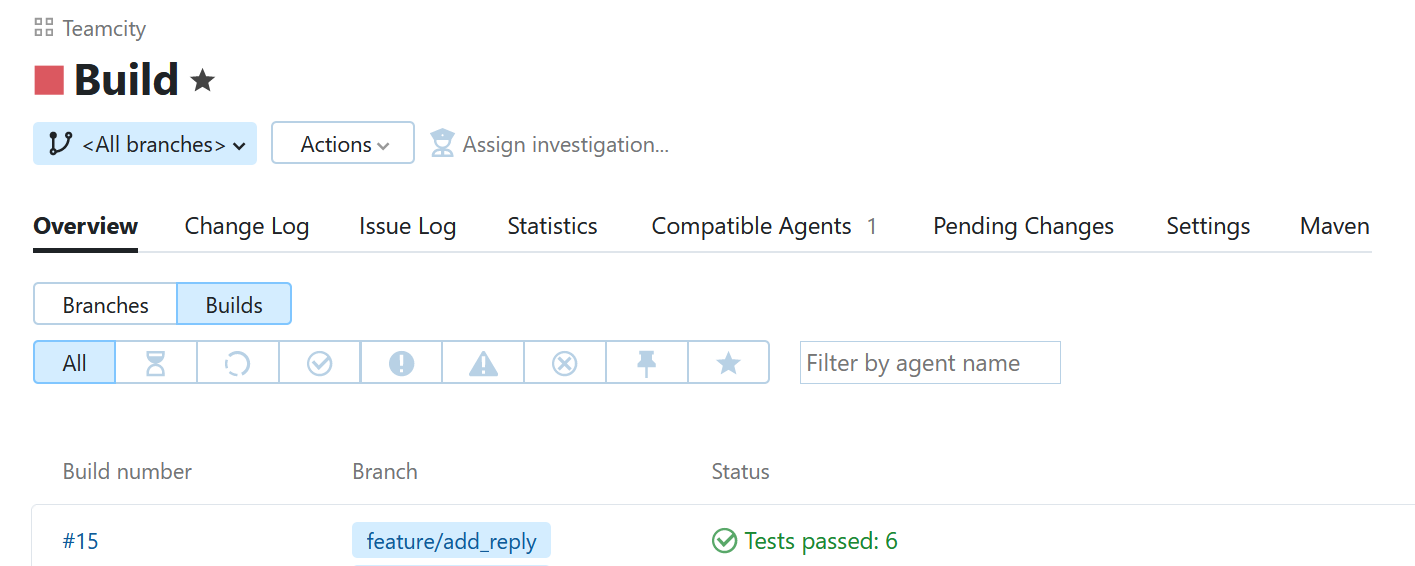 Teamcity
Build
<All branches>
Actions
Assign investigation...
Overview Change Log Issue Log Statistics Compatible Agents 1 Pending Changes Settings Maven
Branches Builds
All Filter by agent name
Build number Branch Status
#15 feature/add_reply Tests passed: 6